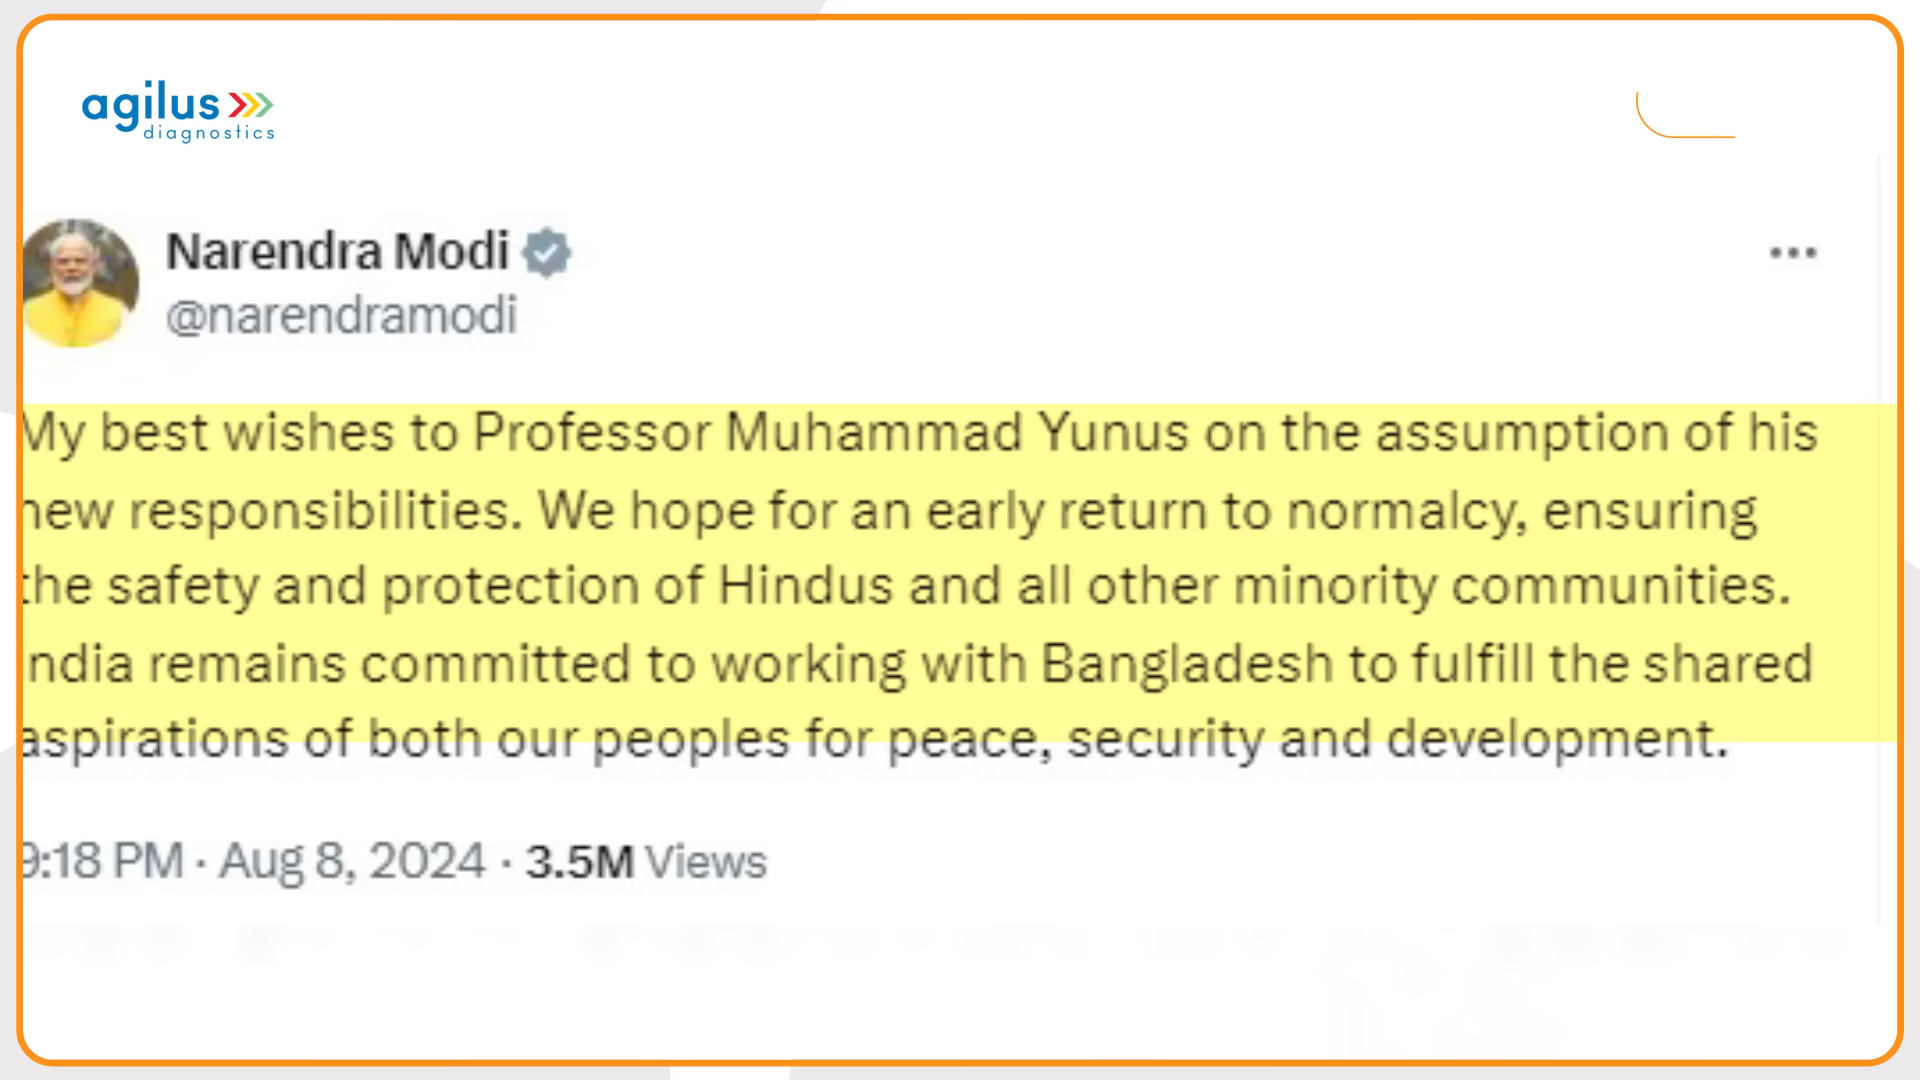 agilus
diagnostics
Narendra Modi
@narendramodi
My best wishes to Professor Muhammad Yunus on the assumption of his
new responsibilities. We hope for an early return to normalcy, ensuring
the safety and protection of Hindus and all other minority communities.
India remains committed to working with Bangladesh to fulfill the shared
aspirations of both our peoples for peace, security and development.
9:18 PM · Aug 8, 2024 · 3.5M Views